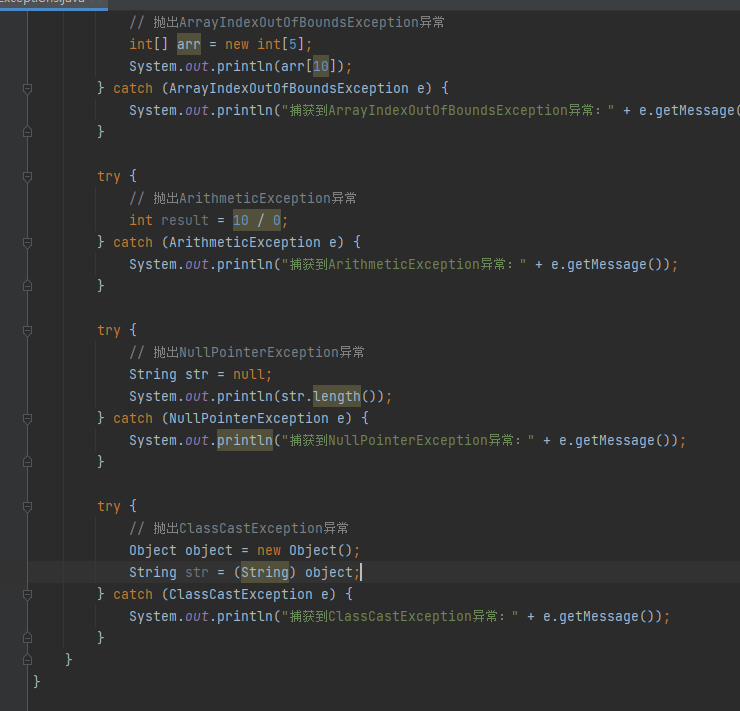 // 抛出ArrayIndexOutOfBoundsException异常
int[] arr = new int[5];
System.out.println(arr[10]);
} catch (ArrayIndexOutOfBoundsException e) {
System.out.println("捕获到ArrayIndexOutOfBoundsException异常：" + e.getMessage(
}
try {
// 抛出ArithmeticException异常
int result = 10 / 0;
} catch (ArithmeticException e) {
System.out.println("捕获到ArithmeticException异常：" + e.getMessage());
}
try {
// 抛出NullPointerException异常
String str = null;
System.out.println(str.length());
} catch (NullPointerException e) {
System.out.println("捕获到NullPointerException异常：" + e.getMessage());
}
try {
// 抛出ClassCastException异常
Object object = new Object();
String str = (String) object;
} catch (ClassCastException e) {
System.out.println("捕获到ClassCastException异常：" + e.getMessage());
}
}
}